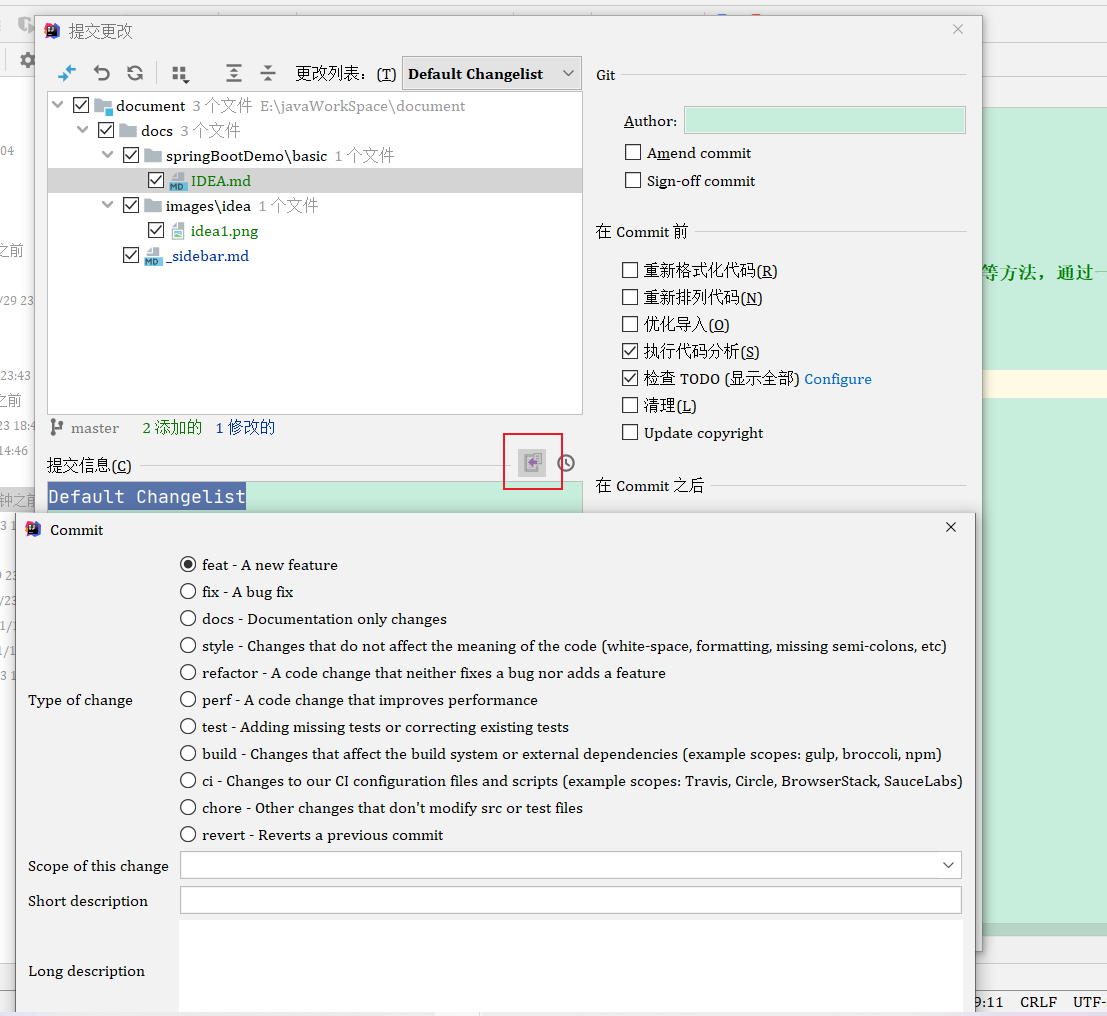 提交更改
更改列表：(T) Default Changelist
document 3 个文件 E:\javaWorkSpace\document
docs 3 个文件
springBootDemo\basic 1 个文件
IDEA.md
images\idea 1 个文件
idea1.png
_sidebar.md
master 2 添加的 1 修改的
提交信息(C)
Default Changelist
Git
Author:
Amend commit
Sign-off commit
在 Commit 前
重新格式化代码(R)
重新排列代码(N)
优化导入(O)
执行代码分析(S)
检查 TODO (显示全部) Configure
清理(L)
Update copyright
在 Commit 之后
等方法，通过一
04
之前
/29 23
23:43
之前
23 18:4
14:46
钟之前
Commit
Type of change
feat - A new feature
fix - A bug fix
docs - Documentation only changes
style - Changes that do not affect the meaning of the code (white-space, formatting, missing semi-colons, etc)
refactor - A code change that neither fixes a bug nor adds a feature
perf - A code change that improves performance
test - Adding missing tests or correcting existing tests
build - Changes that affect the build system or external dependencies (example scopes: gulp, broccoli, npm)
ci - Changes to our CI configuration files and scripts (example scopes: Travis, Circle, BrowserStack, SauceLabs)
chore - Other changes that don't modify src or test files
revert - Reverts a previous commit
Scope of this change
Short description
Long description
9:11 CRLF UTF-